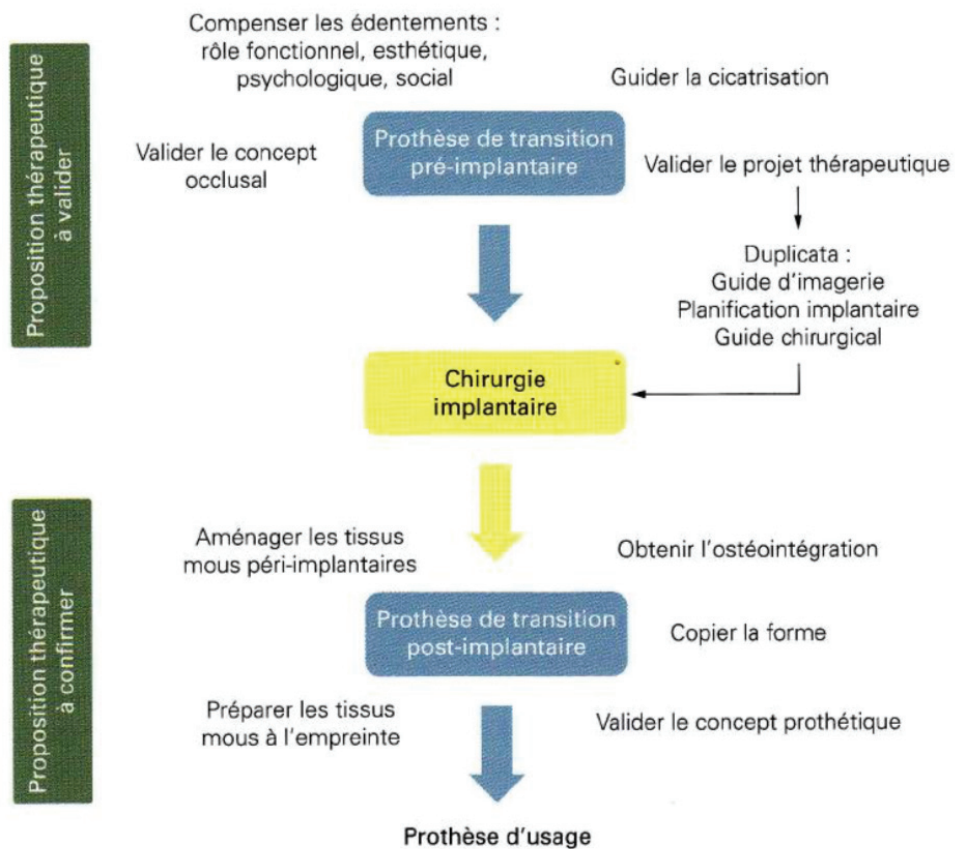 Compenser les édentements :
rôle fonctionnel, esthétique,
psychologique, social
Guider la cicatrisation
Proposition thérapeutique
à valider
Prothèse de transition
pré-implantaire
Valider le concept
occlusal
Valider le projet thérapeutique
Duplicata :
Guide d'imagerie
Planification implantaire
Guide chirurgical
Chirurgie
implantaire
Proposition thérapeutique
à confirmer
Aménager les tissus
mous péri-implantaires
Obtenir l'ostéointégration
Prothèse de transition
post-implantaire
Copier la forme
Préparer les tissus
mous à l'empreinte
Valider le concept prothétique
Prothèse d'usage